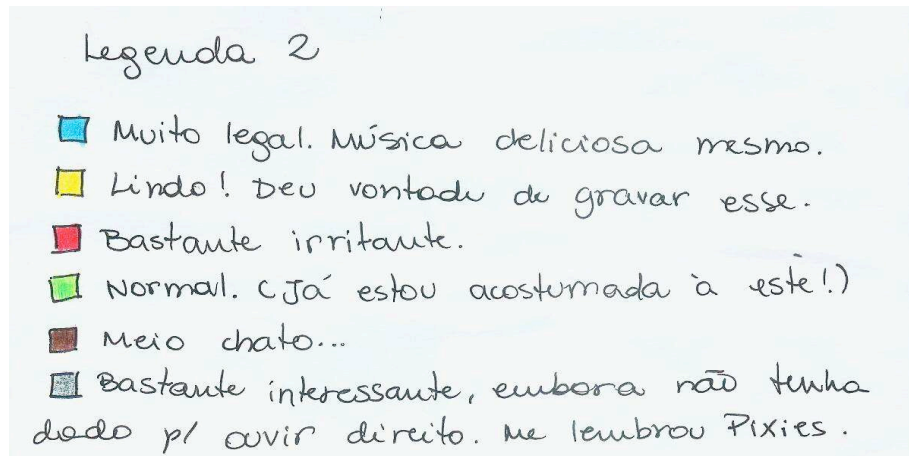 Legenda 2
Muito legal. Música deliciosa mesmo.
Lindo! Deu vontade de gravar esse.
Bastante irritante.
Normal. (Já estou acostumada à este!)
Meio chato...
Bastante interessante, embora não tenha
dado p/ ouvir direito. Me lembrou Pixies.